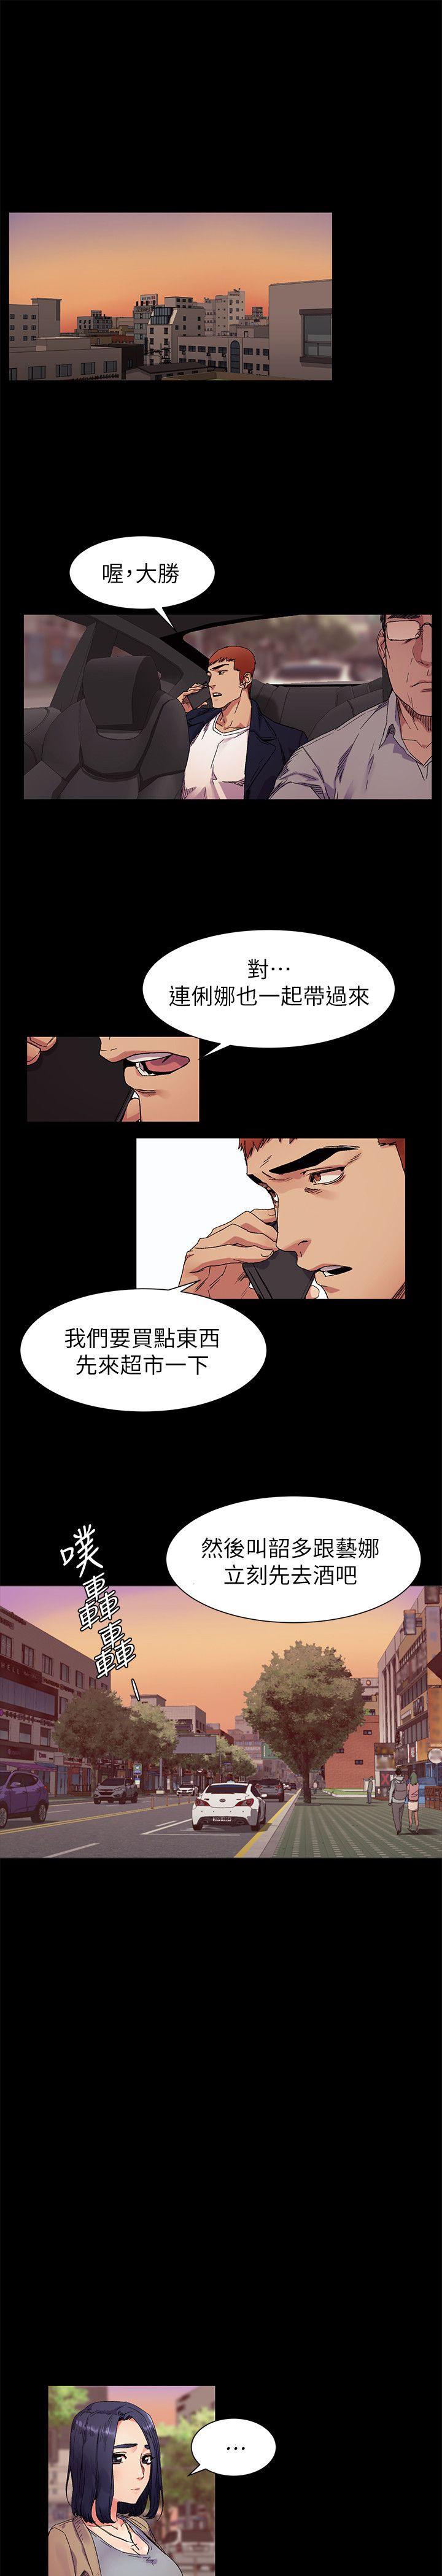 喔，大勝
對…
連俐娜也一起帶過來
我們要買點東西
先來超市一下
然後叫韶多跟藝娜
立刻先去酒吧
噗
轟轟
轟轟
…